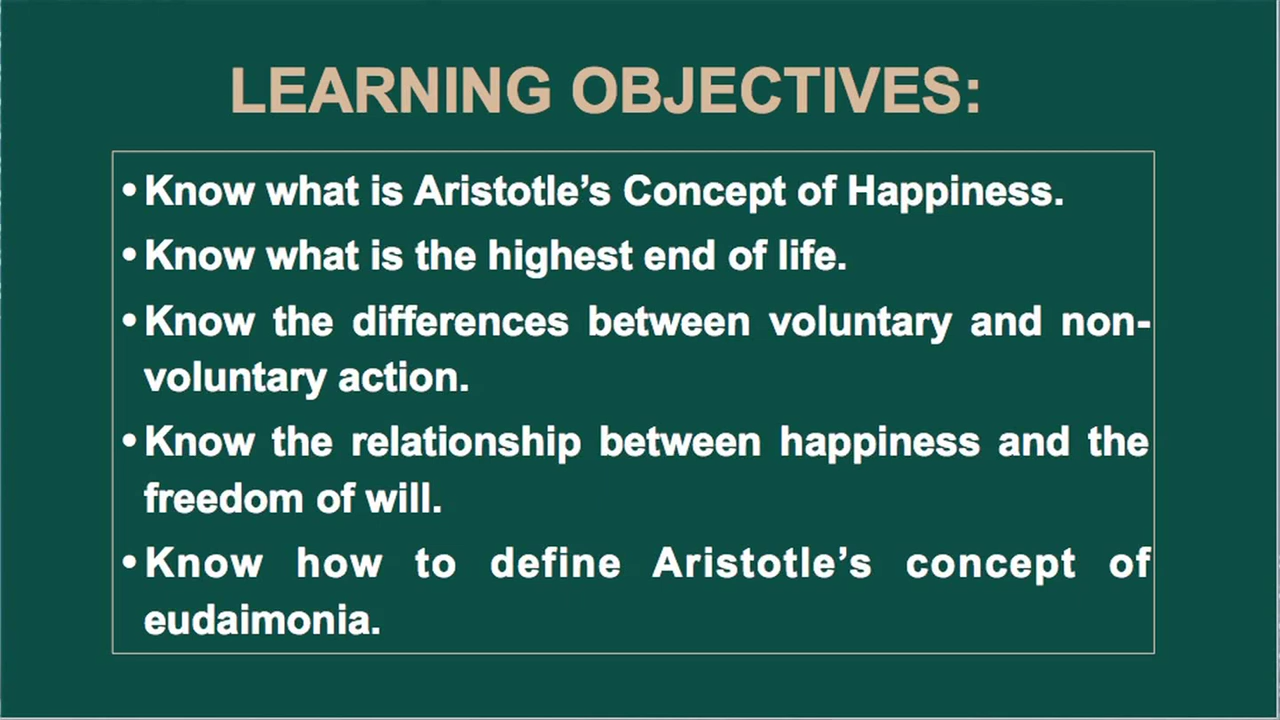 LEARNING OBJECTIVES:
• Know what is Aristotle’s Concept of Happiness.
• Know what is the highest end of life.
• Know the differences between voluntary and non-
voluntary action.
• Know the relationship between happiness and the
freedom of will.
• Know how to define Aristotle’s concept of
eudaimonia.